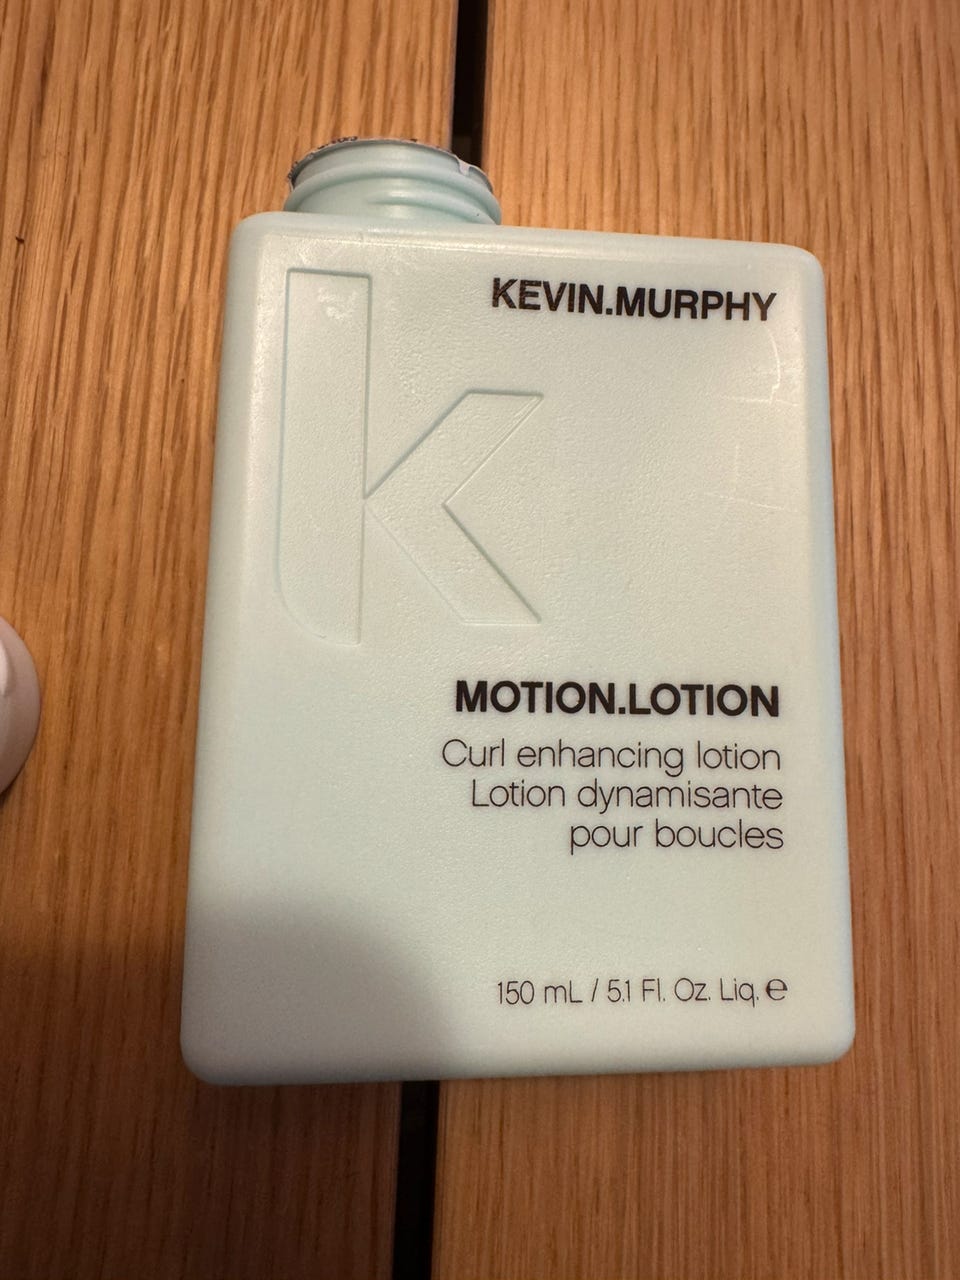 KEVIN.MURPHY
MOTION.LOTION
Curl enhancing lotion
Lotion dynamisante
pour boucles
150 mL / 5.1 Fl. Oz. Liq. e